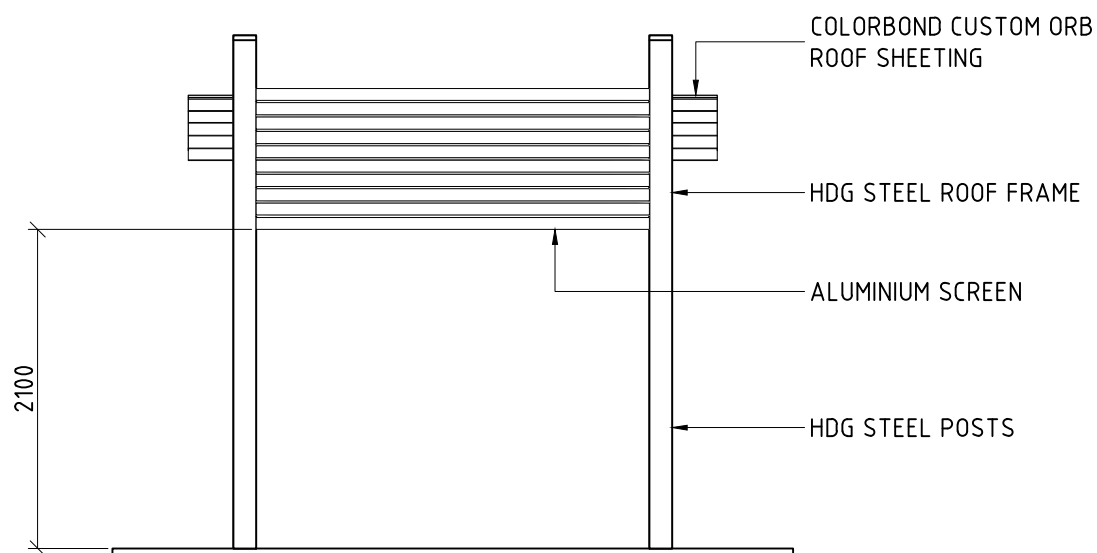 COLORBOND CUSTOM ORB
ROOF SHEETING
HDG STEEL ROOF FRAME
ALUMINIUM SCREEN
2100
HDG STEEL POSTS